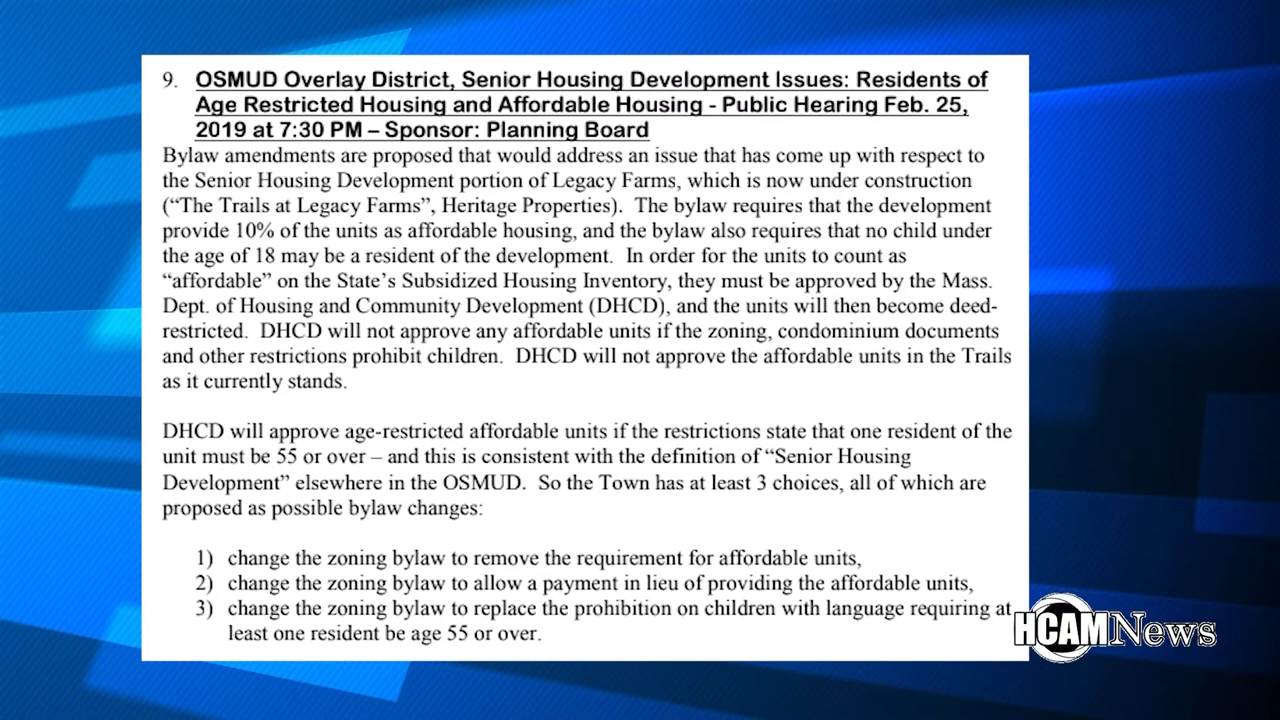 9. OSMUD Overlay District, Senior Housing Development Issues: Residents of
Age Restricted Housing and Affordable Housing - Public Hearing Feb. 25,
2019 at 7:30 PM – Sponsor: Planning Board
Bylaw amendments are proposed that would address an issue that has come up with respect to
the Senior Housing Development portion of Legacy Farms, which is now under construction
(“The Trails at Legacy Farms”, Heritage Properties). The bylaw requires that the development
provide 10% of the units as affordable housing, and the bylaw also requires that no child under
the age of 18 may be a resident of the development. In order for the units to count as
“affordable” on the State’s Subsidized Housing Inventory, they must be approved by the Mass.
Dept. of Housing and Community Development (DHCD), and the units will then become deed-
restricted. DHCD will not approve any affordable units if the zoning, condominium documents
and other restrictions prohibit children. DHCD will not approve the affordable units in the Trails
as it currently stands.
DHCD will approve age-restricted affordable units if the restrictions state that one resident of the
unit must be 55 or over – and this is consistent with the definition of “Senior Housing
Development” elsewhere in the OSMUD. So the Town has at least 3 choices, all of which are
proposed as possible bylaw changes:
1) change the zoning bylaw to remove the requirement for affordable units,
2) change the zoning bylaw to allow a payment in lieu of providing the affordable units,
3) change the zoning bylaw to replace the prohibition on children with language requiring at
least one resident be age 55 or over.
HCAM News